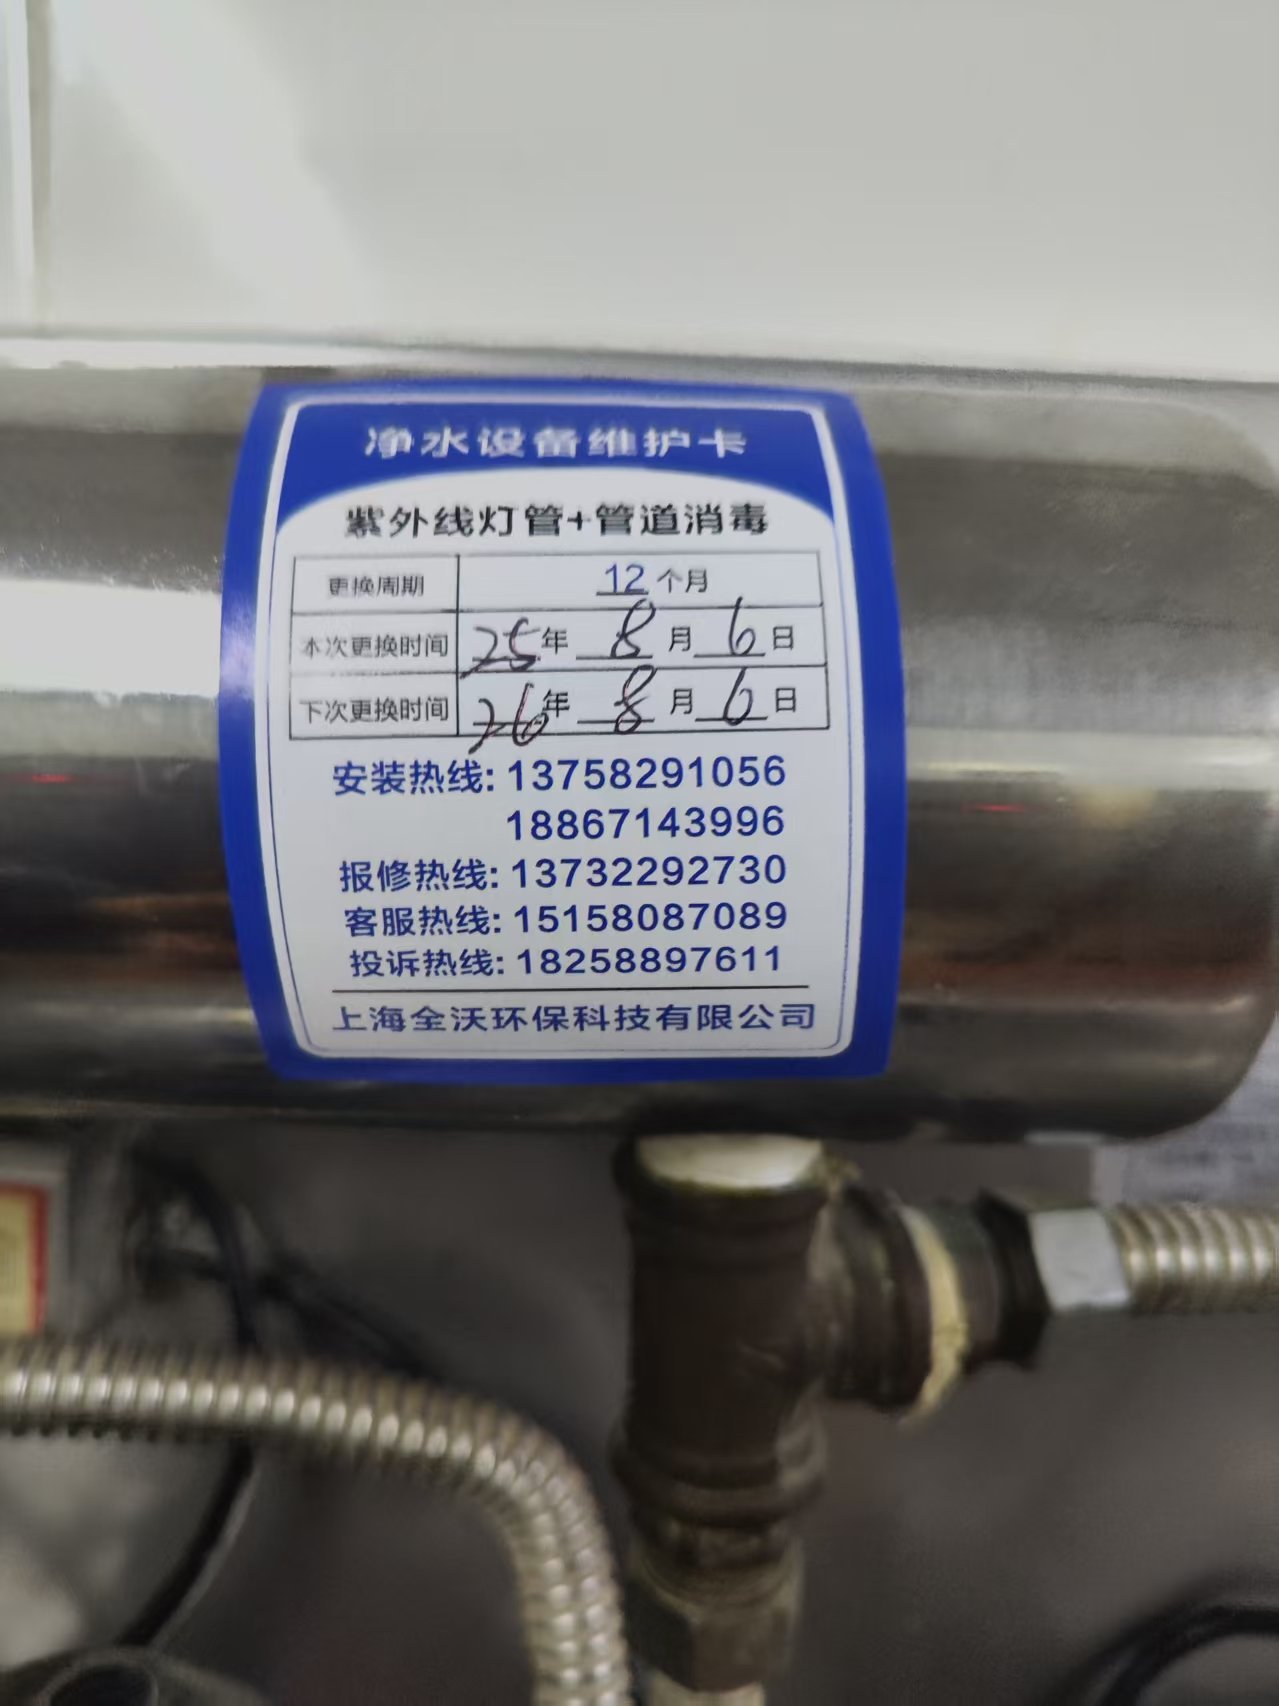 净水设备维护卡
紫外线灯管+管道消毒
更换周期 12个月
本次更换时间 25年 8月 6日
下次更换时间 26年 8月 6日
安装热线: 13758291056
18867143996
报修热线: 13732292730
客服热线: 15158087089
投诉热线: 18258897611
上海全沃环保科技有限公司